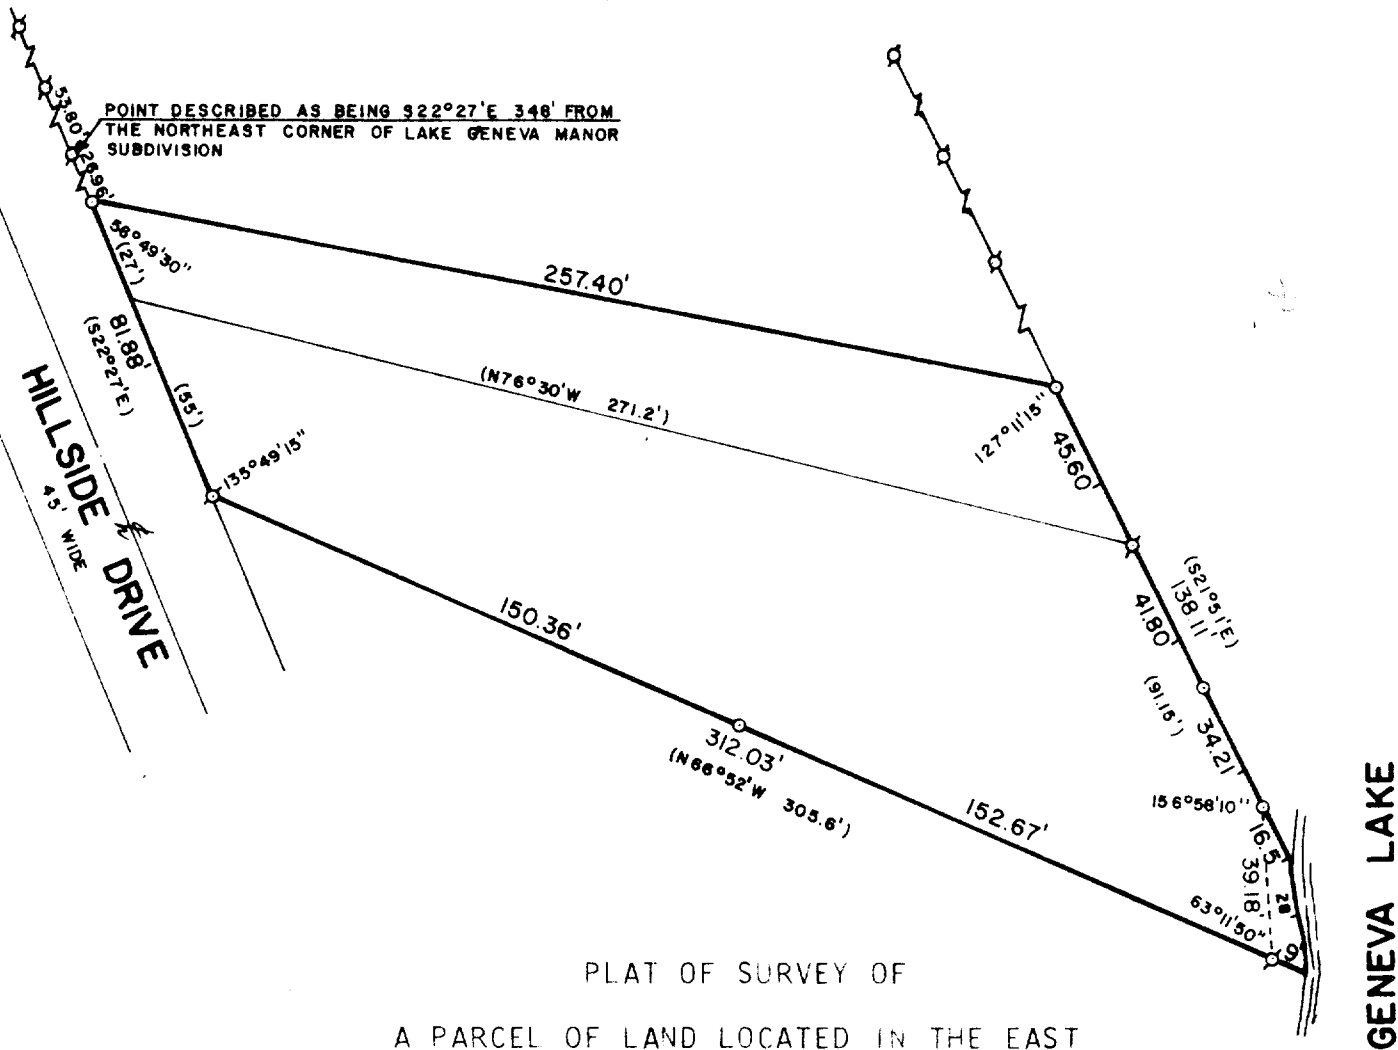 53.80'
26.96'
POINT DESCRIBED AS BEING S22°27'E 348' FROM
THE NORTHEAST CORNER OF LAKE GENEVA MANOR
SUBDIVISION
56°49'30"
(27')
257.40'
81.88'
(S22°27'E)
(55')
(N76°30'W 271.2')
127°11'15"
45.60'
HILLSIDE DRIVE
45' WIDE
135°49'15"
(S21°51'E)
138.11'
41.80'
150.36'
(91.15')
34.21'
312.03'
(N66°52'W 305.6')
152.67'
156°58'10"
16.5'
39.18'
28'
63°11'50"
9'
GENEVA LAKE
PLAT OF SURVEY OF
A PARCEL OF LAND LOCATED IN THE EAST